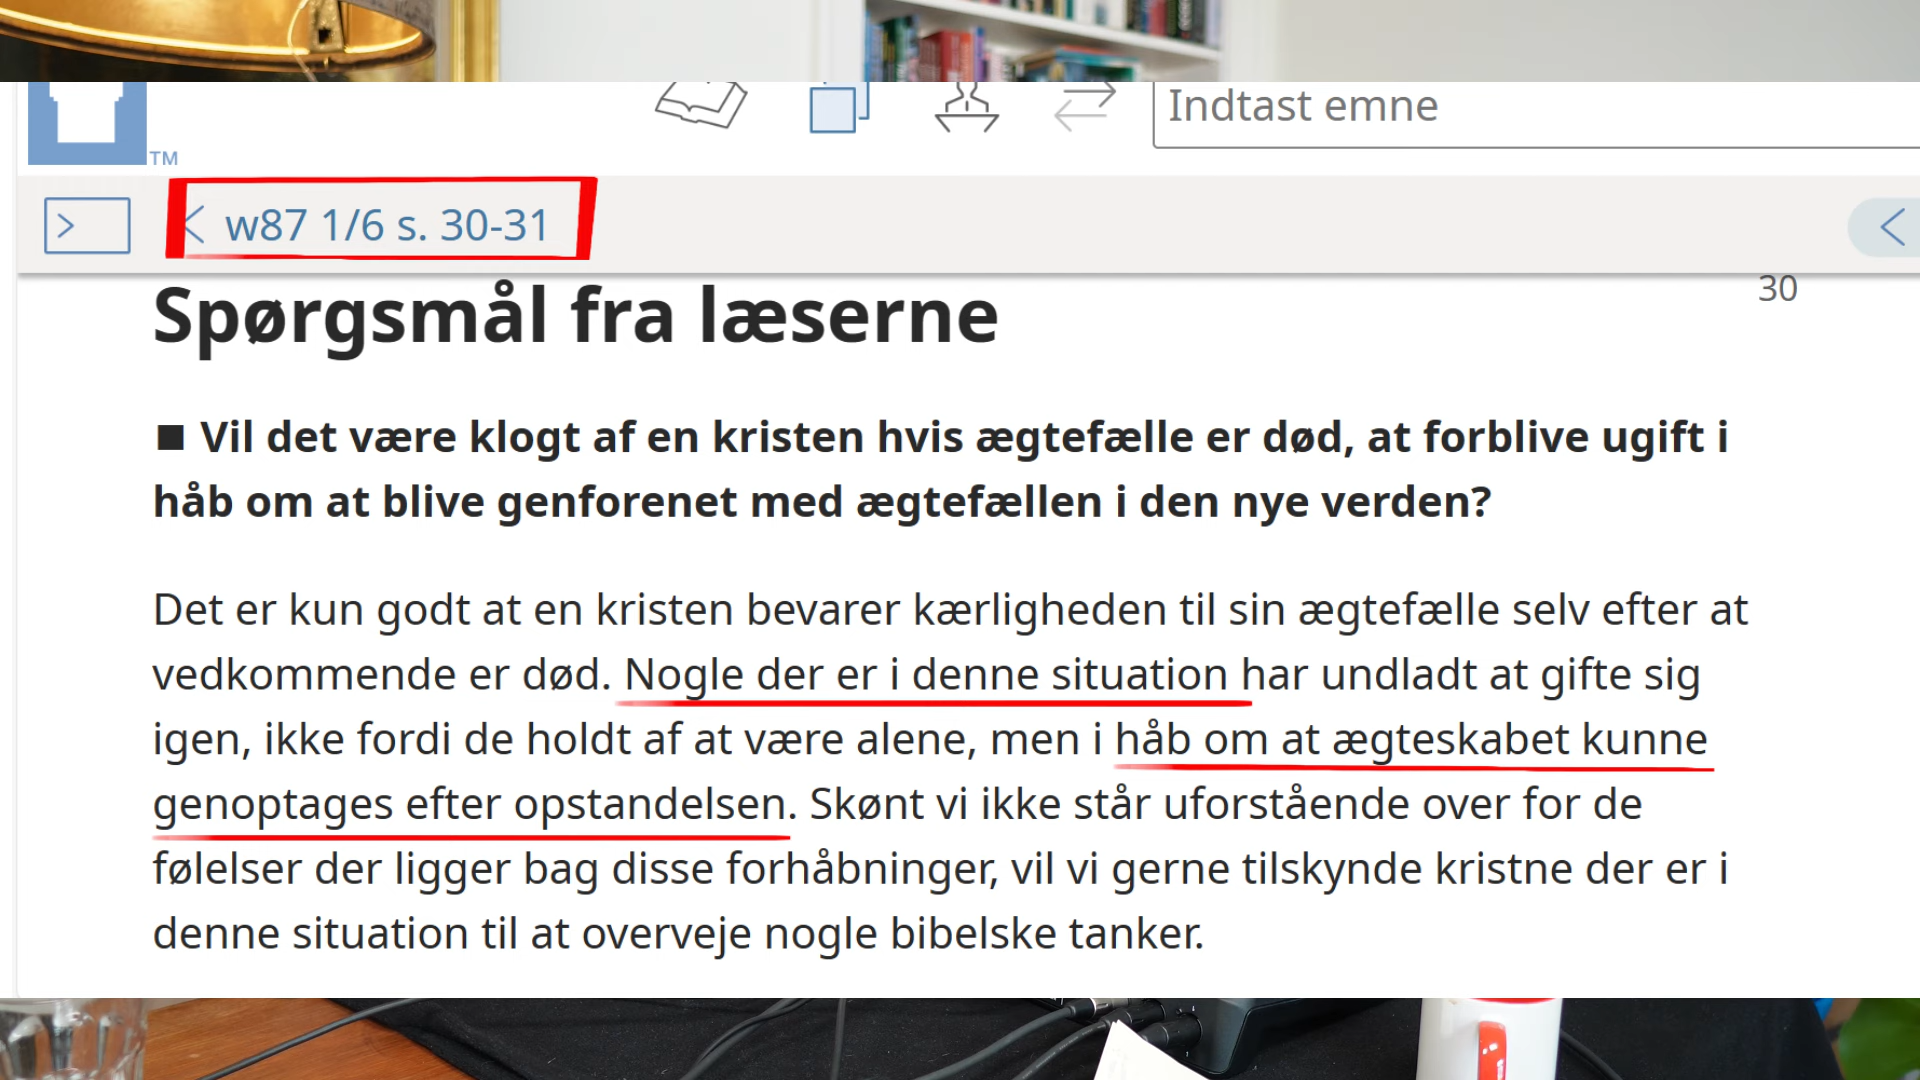 TM
Indtast emne
w87 1/6 s. 30-31
30
Spørgsmål fra læserne
■ Vil det være klogt af en kristen hvis ægtefælle er død, at forblive ugift i
håb om at blive genforenet med ægtefællen i den nye verden?
Det er kun godt at en kristen bevarer kærligheden til sin ægtefælle selv efter at
vedkommende er død. Nogle der er i denne situation har undladt at gifte sig
igen, ikke fordi de holdt af at være alene, men i håb om at ægteskabet kunne
genoptages efter opstandelsen. Skønt vi ikke står uforstående over for de
følelser der ligger bag disse forhåbninger, vil vi gerne tilskynde kristne der er i
denne situation til at overveje nogle bibelske tanker.